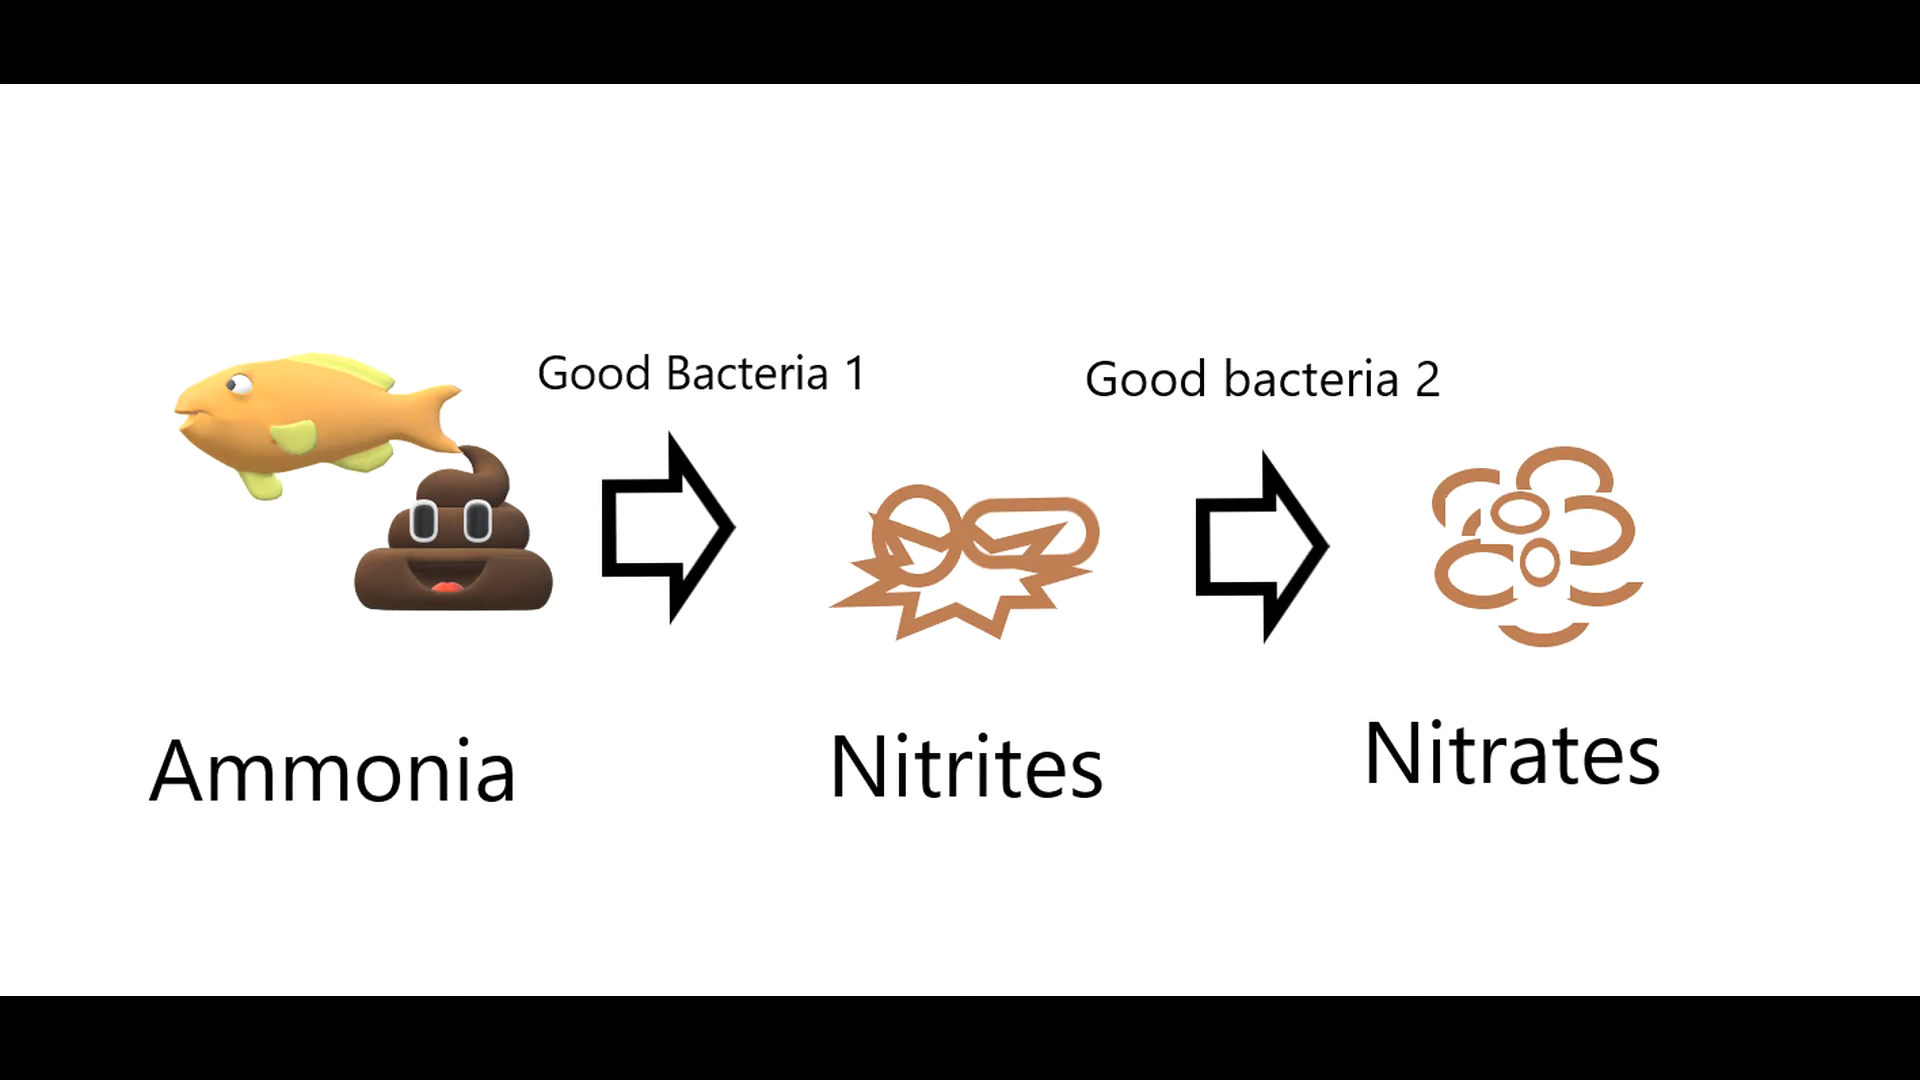 Good Bacteria 1
Good bacteria 2
Ammonia
Nitrites
Nitrates